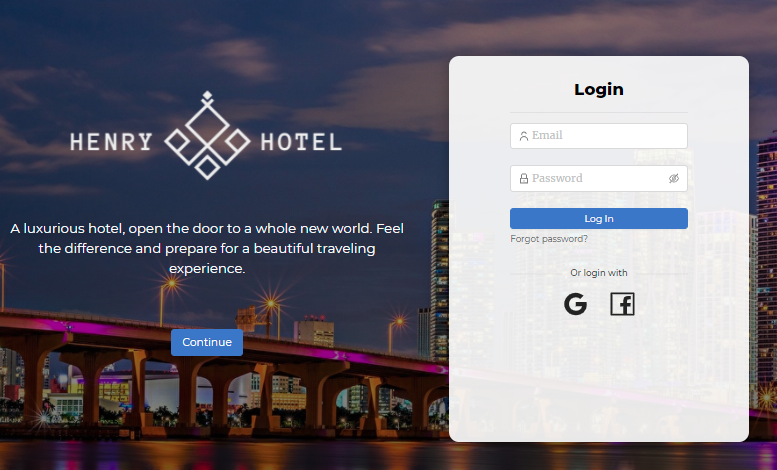 HENRY HOTEL
A luxurious hotel, open the door to a whole new world. Feel
the difference and prepare for a beautiful traveling
experience.
Continue
Login
Email
Password
Log In
Forgot password?
Or login with